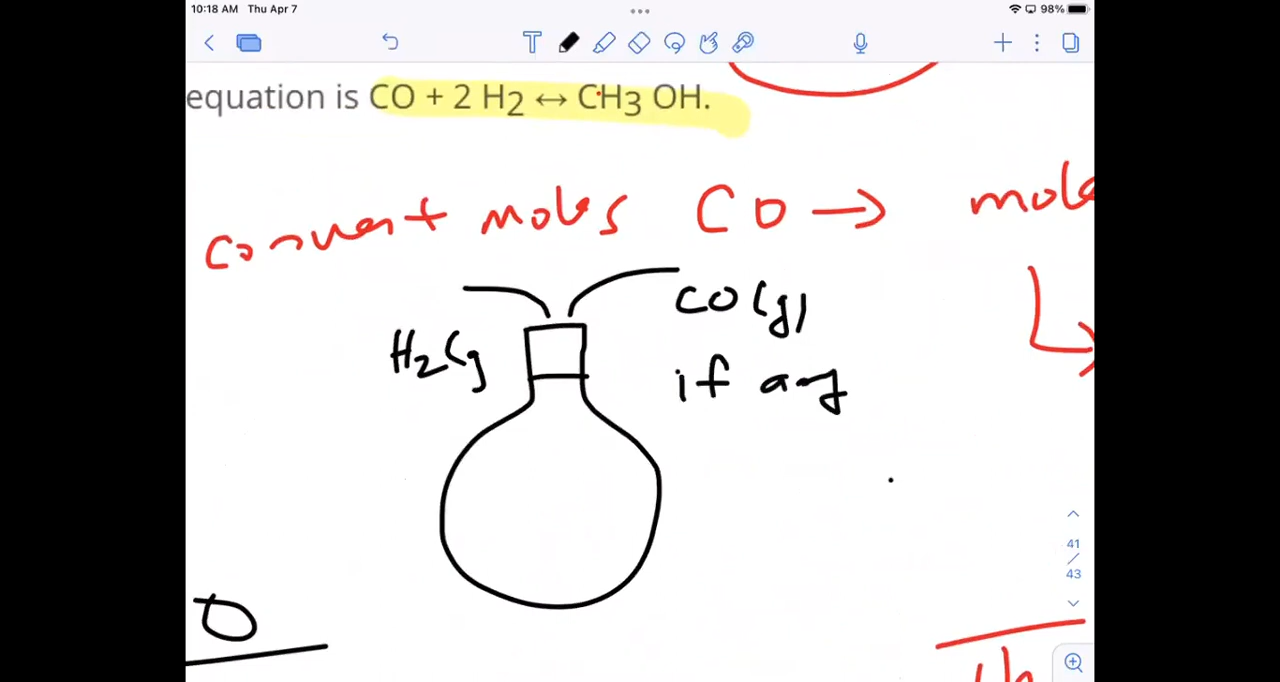 10:18 AM Thu Apr 7
98%
equation is CO + 2 H2 ↔ CH3 OH.
convert moles CO → mole
CO(g)
H2(g
if any
41
43